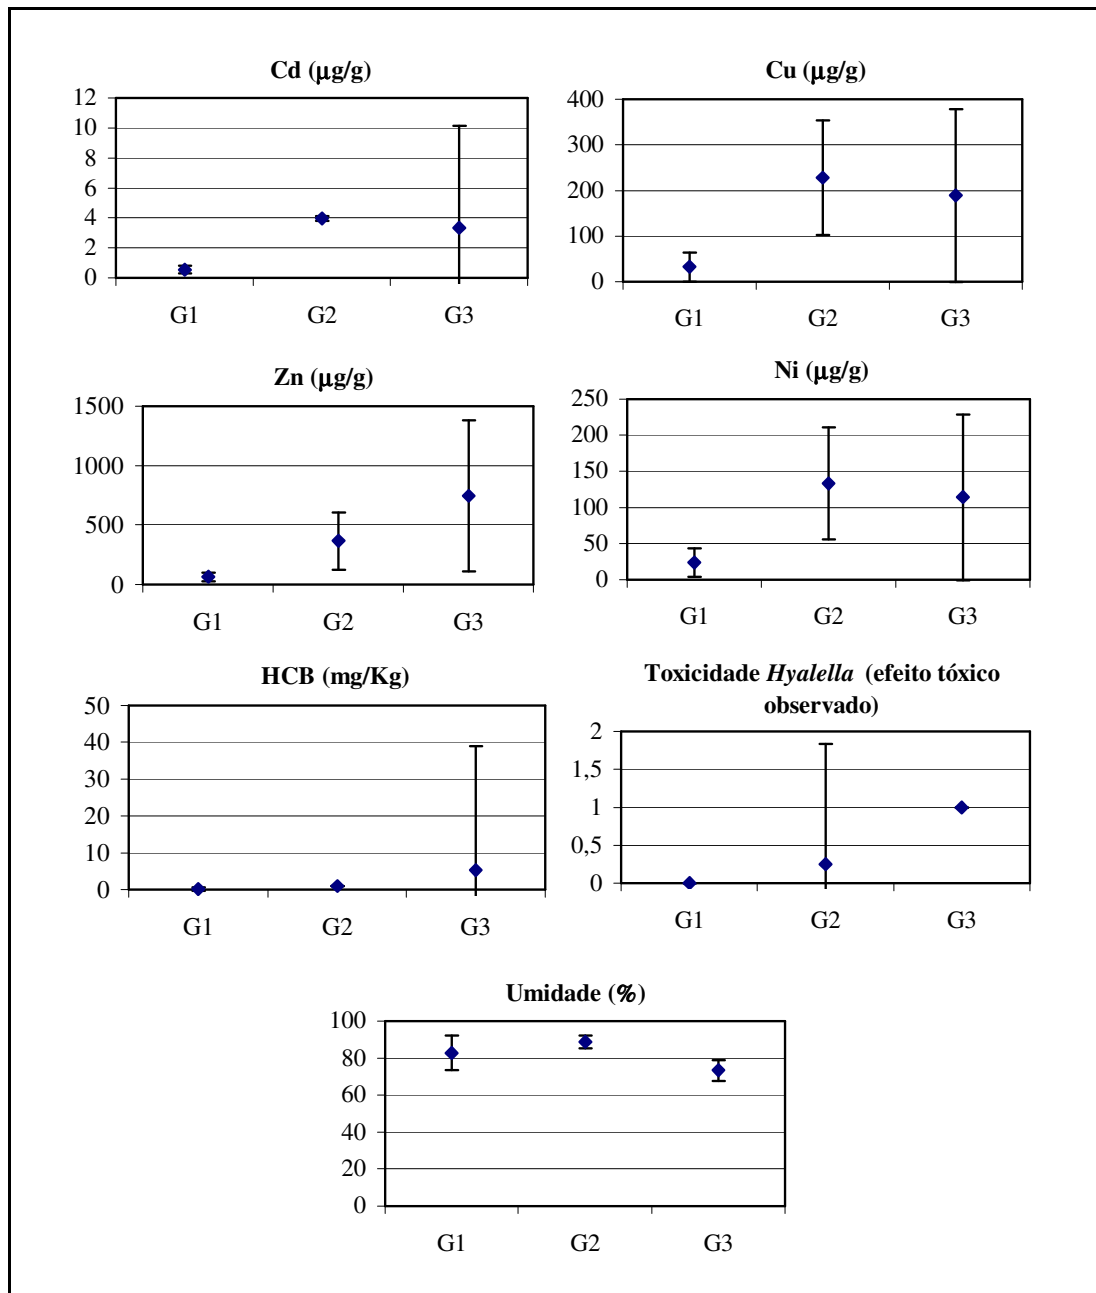 Cd (µg/g)
12
10
8
6
4
2
0
G1 G2 G3
Cu (µg/g)
400
300
200
100
0
G1 G2 G3
Zn (µg/g)
1500
1000
500
0
G1 G2 G3
Ni (µg/g)
250
200
150
100
50
0
G1 G2 G3
HCB (mg/Kg)
50
40
30
20
10
0
G1 G2 G3
Toxicidade Hyalella (efeito tóxico
observado)
2
1,5
1
0,5
0
G1 G2 G3
Umidade (%)
100
80
60
40
20
0
G1 G2 G3